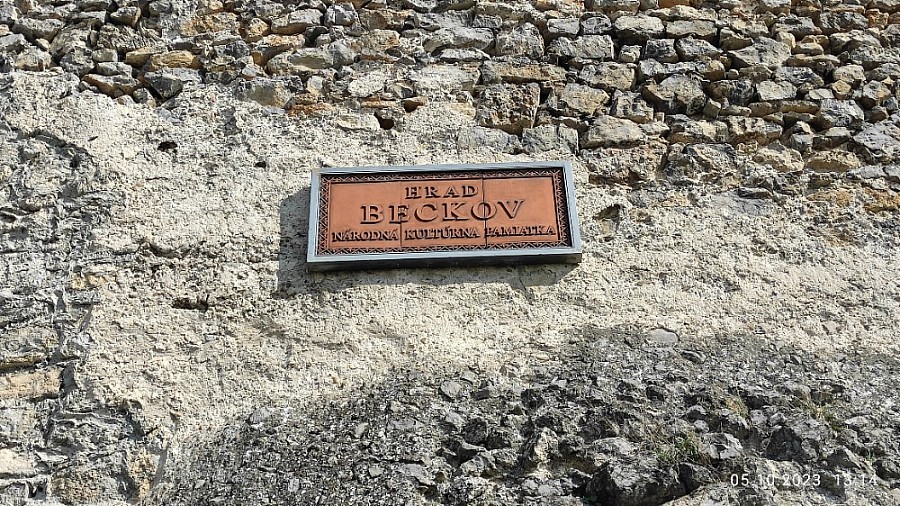 HRAD
BECKOV
NÁRODNÁ KULTÚRNA PAMIATKA
05.10.2023 13:14